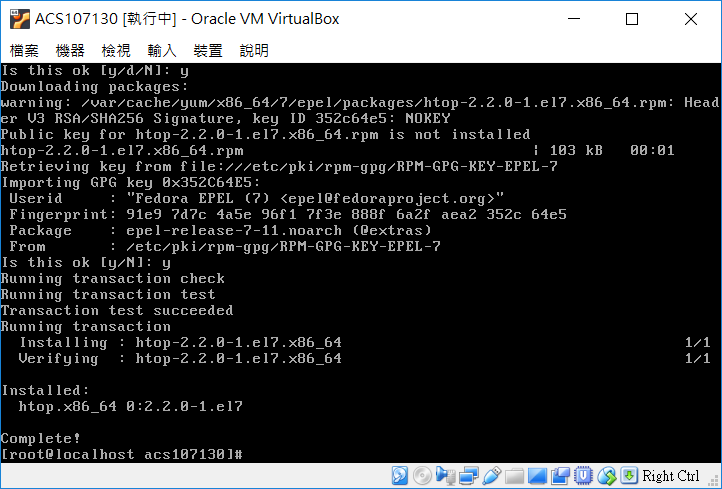 ACS107130 [執行中] - Oracle VM VirtualBox
檔案 機器 檢視 輸入 裝置 說明
Is this ok [y/d/N]: y
Downloading packages:
warning: /var/cache/yum/x86_64/7/epel/packages/htop-2.2.0-1.el7.x86_64.rpm: Head
er V3 RSA/SHA256 Signature, key ID 352c64e5: NOKEY
Public key for htop-2.2.0-1.el7.x86_64.rpm is not installed
htop-2.2.0-1.el7.x86_64.rpm | 103 kB 00:01
Retrieving key from file:///etc/pki/rpm-gpg/RPM-GPG-KEY-EPEL-7
Importing GPG key 0x352C64E5:
Userid : "Fedora EPEL (7) <epel@fedoraproject.org>"
Fingerprint: 91e9 7d7c 4a5e 96f1 7f3e 888f 6a2f aea2 352c 64e5
Package : epel-release-7-11.noarch (@extras)
From : /etc/pki/rpm-gpg/RPM-GPG-KEY-EPEL-7
Is this ok [y/N]: y
Running transaction check
Running transaction test
Transaction test succeeded
Running transaction
Installing : htop-2.2.0-1.el7.x86_64 1/1
Verifying : htop-2.2.0-1.el7.x86_64 1/1
Installed:
htop.x86_64 0:2.2.0-1.el7
Complete!
[root@localhost acs107130]#
Right Ctrl